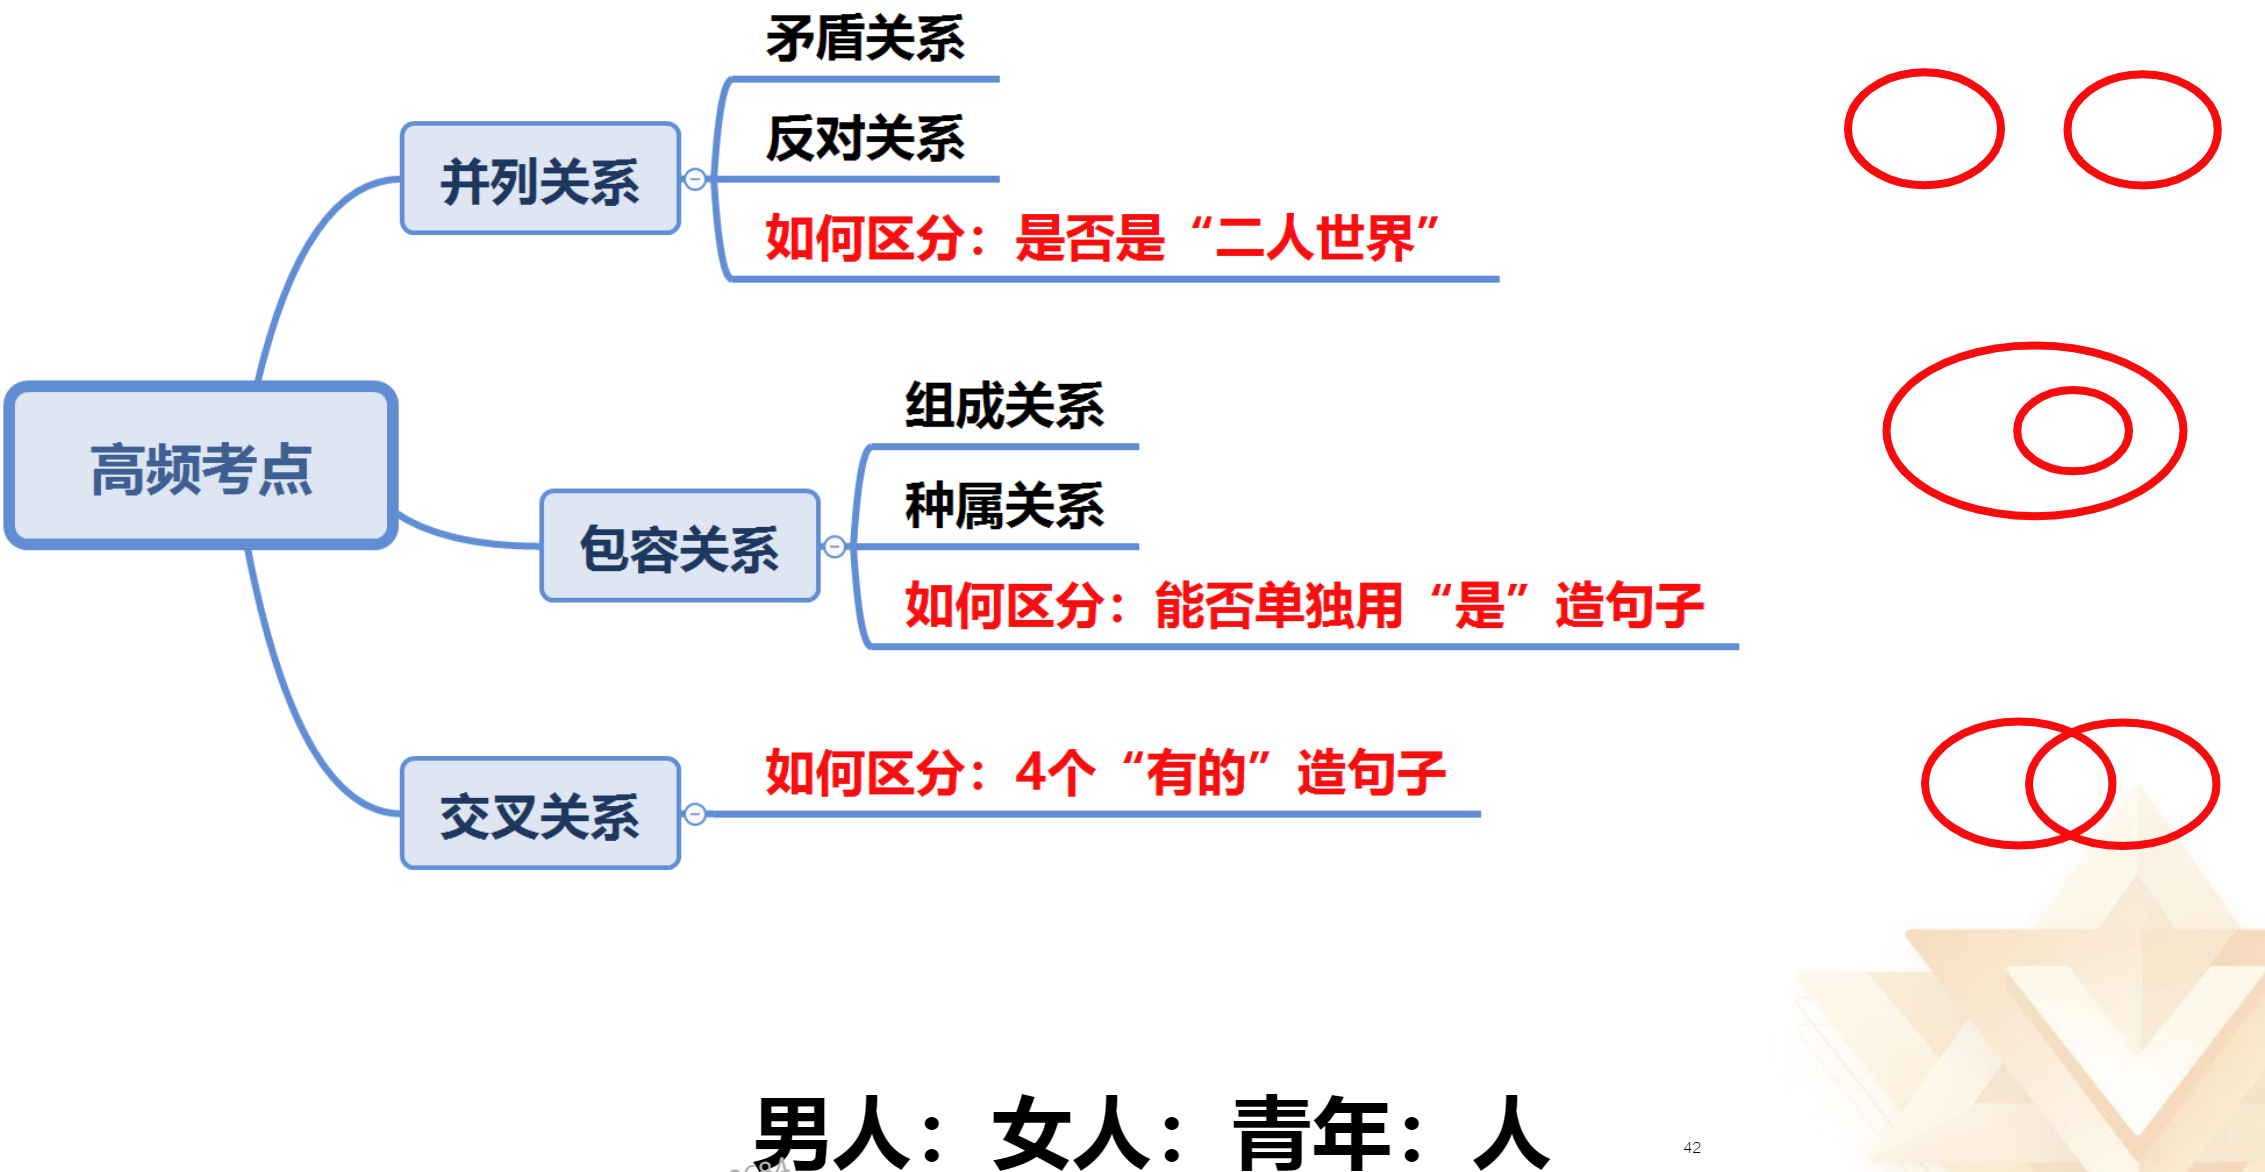 矛盾关系
反对关系
并列关系
如何区分：是否是“二人世界”
组成关系
高频考点
种属关系
包容关系
如何区分：能否单独用“是”造句子
如何区分：4个“有的”造句子
交叉关系
男人：女人：青年：人
42